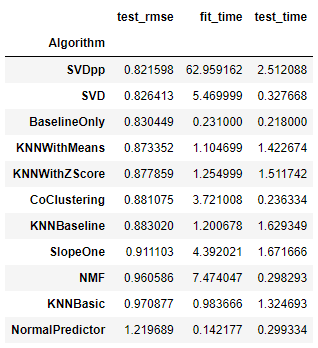 test_rmse fit_time test_time
Algorithm
SVDpp 0.821598 62.959162 2.512088
SVD 0.826413 5.469999 0.327668
BaselineOnly 0.830449 0.231000 0.218000
KNNWithMeans 0.873352 1.104699 1.422674
KNNWithZScore 0.877859 1.254999 1.511742
CoClustering 0.881075 3.721008 0.236334
KNNBaseline 0.883020 1.200678 1.629349
SlopeOne 0.911103 4.392021 1.671666
NMF 0.960586 7.474047 0.298293
KNNBasic 0.970877 0.983666 1.324693
NormalPredictor 1.219689 0.142177 0.299334